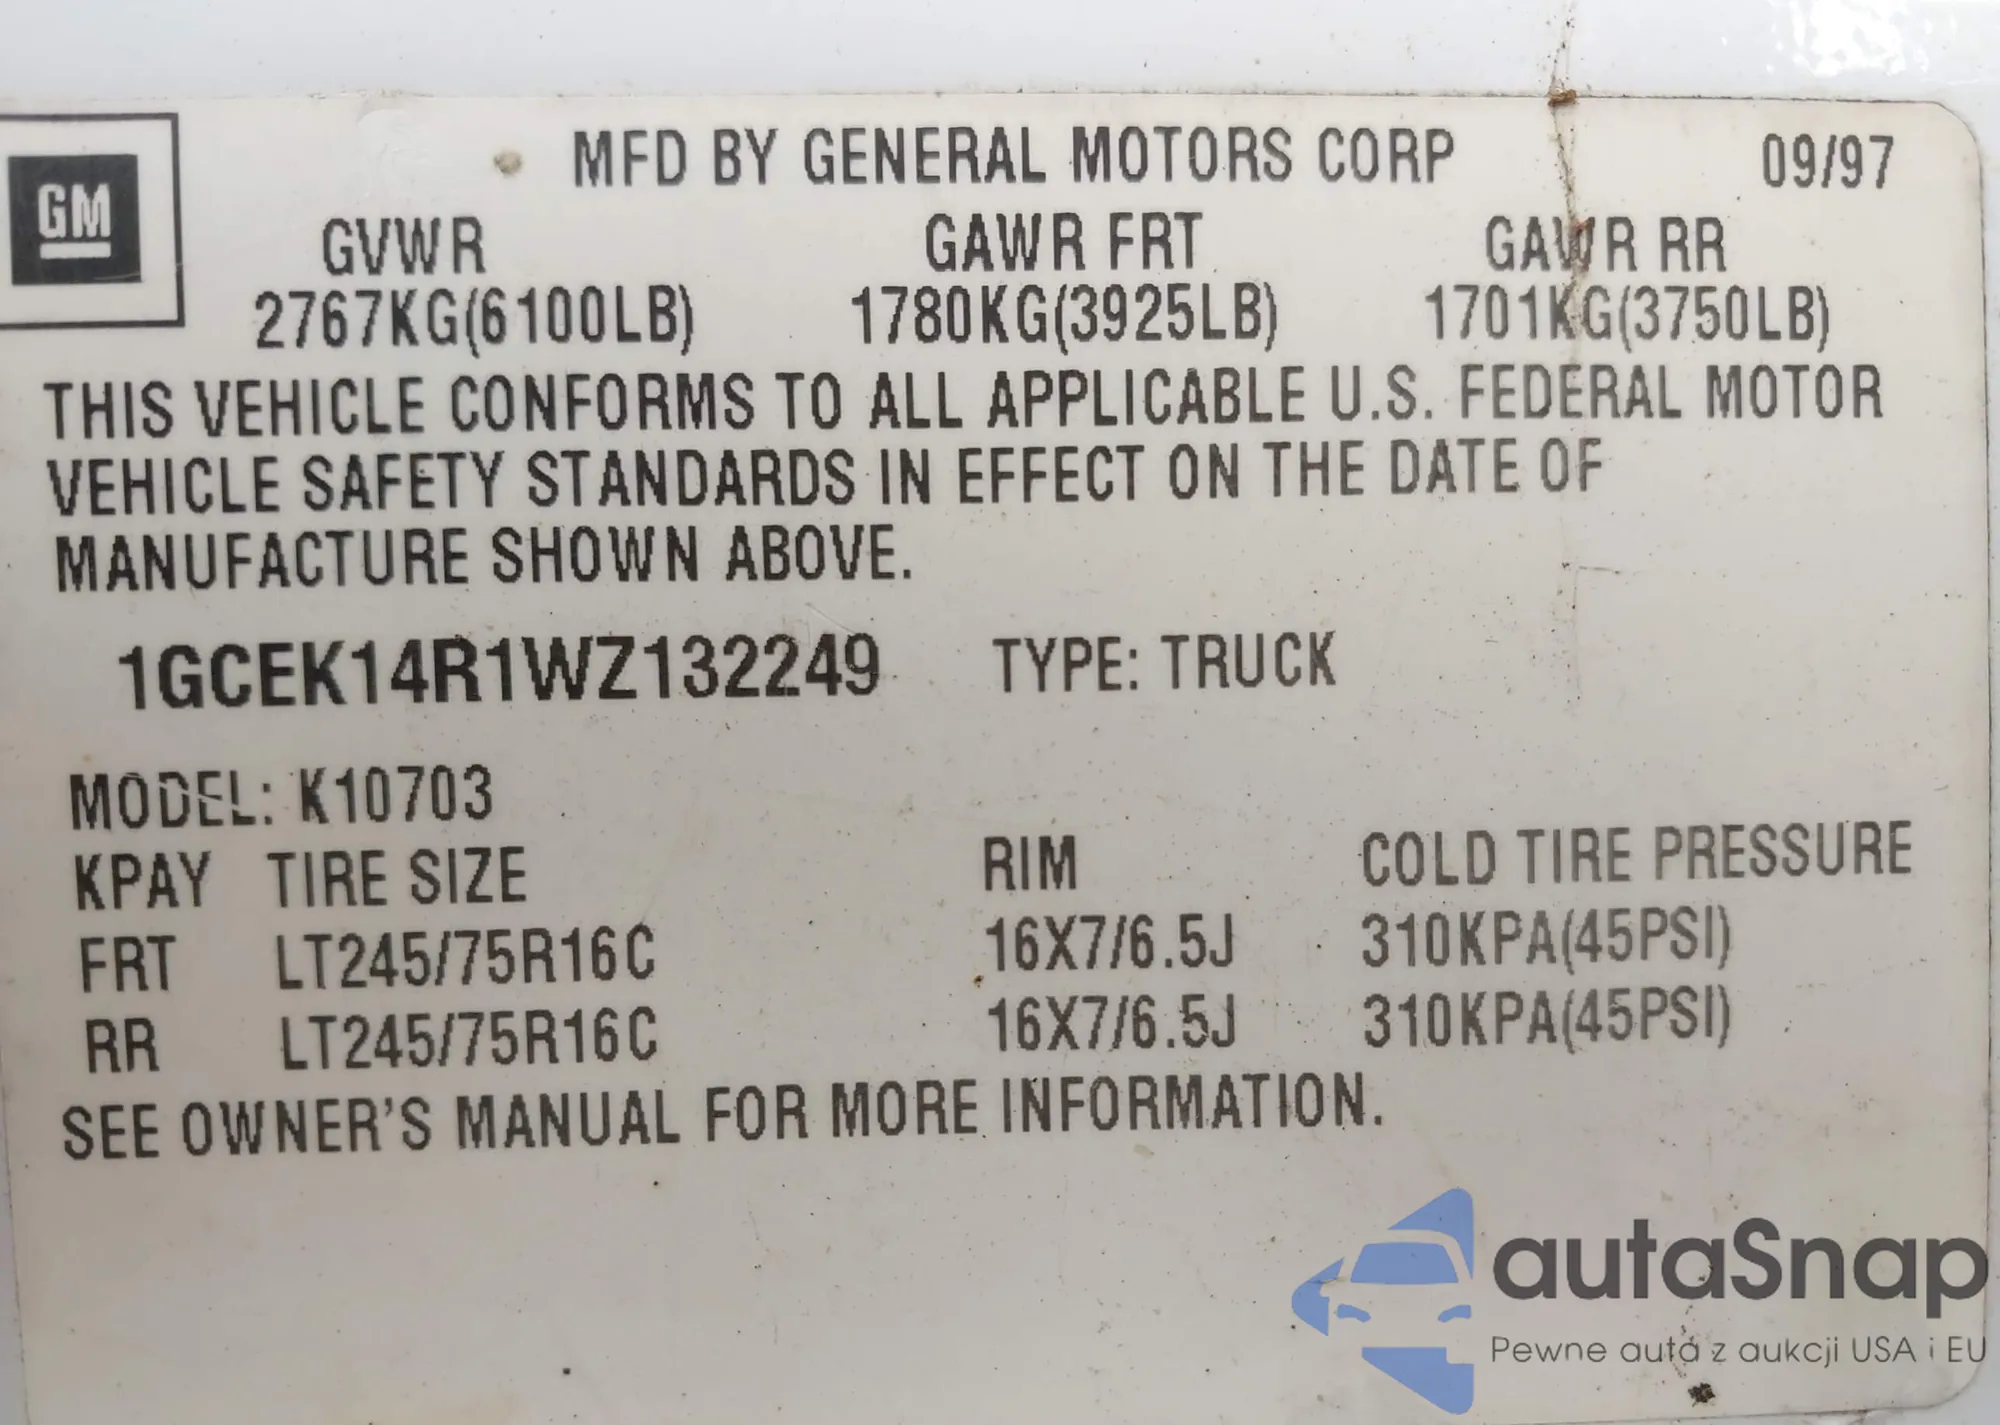 GM
MFD BY GENERAL MOTORS CORP 09/97
GVWR GAWR FRT GAWR RR
2767KG(6100LB) 1780KG(3925LB) 1701KG(3750LB)
THIS VEHICLE CONFORMS TO ALL APPLICABLE U.S. FEDERAL MOTOR
VEHICLE SAFETY STANDARDS IN EFFECT ON THE DATE OF
MANUFACTURE SHOWN ABOVE.
1GCEK14R1WZ132249 TYPE: TRUCK
MODEL: K10703
KPAY TIRE SIZE RIM COLD TIRE PRESSURE
FRT LT245/75R16C 16X7/6.5J 310KPA(45PSI)
RR LT245/75R16C 16X7/6.5J 310KPA(45PSI)
SEE OWNER'S MANUAL FOR MORE INFORMATION.
autaSnap
Pewne auta z aukcji USA i EU